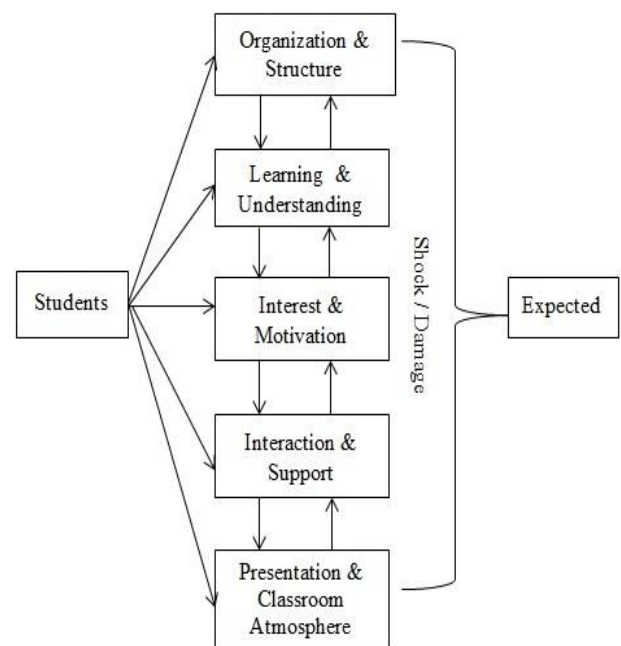 Organization &
Structure
Learning &
Understanding
Students
Interest &
Motivation
Shock / Damage
Expected
Interaction &
Support
Presentation &
Classroom
Atmosphere